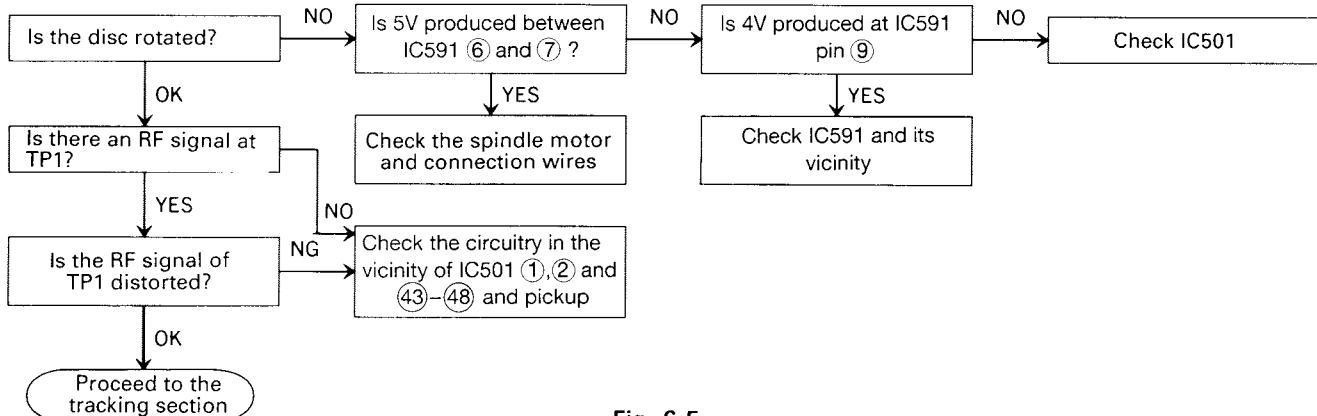 Is the disc rotated?
NO
Is 5V produced between
IC591 ⑥ and ⑦ ?
NO
Is 4V produced at IC591
pin ⑨
NO
Check IC501
OK
YES
YES
Is there an RF signal at
TP1?
Check the spindle motor
and connection wires
Check IC591 and its
vicinity
YES
NO
Is the RF signal of
TP1 distorted?
NG
Check the circuitry in the
vicinity of IC501 ①,② and
㊸–㊽ and pickup
OK
Proceed to the
tracking section